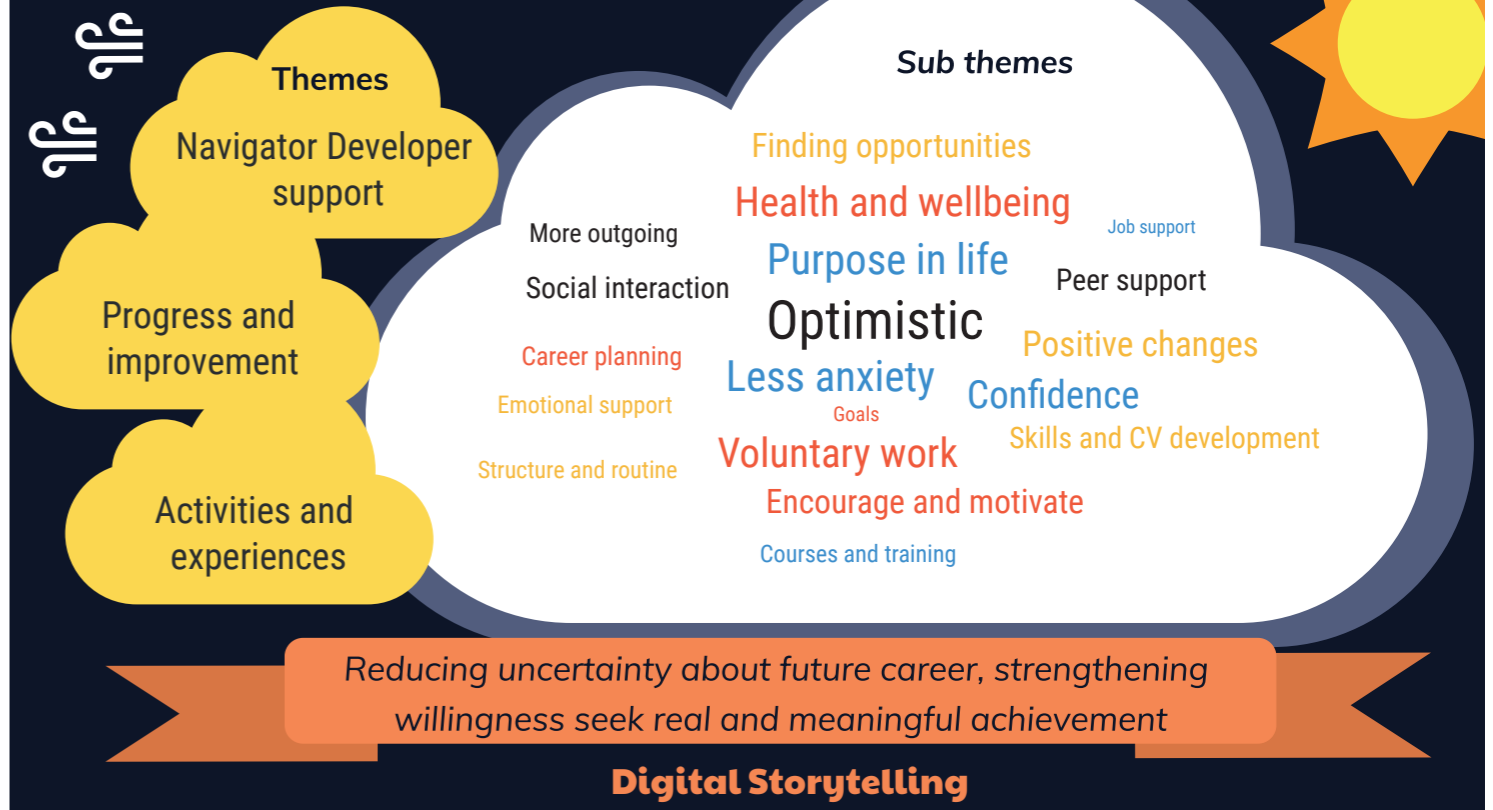 Themes
Navigator Developer
support
Progress and
improvement
Activities and
experiences
Sub themes
Finding opportunities
Health and wellbeing
Job support
More outgoing
Purpose in life
Peer support
Social interaction
Optimistic
Positive changes
Career planning
Less anxiety
Confidence
Emotional support
Goals
Skills and CV development
Voluntary work
Structure and routine
Encourage and motivate
Courses and training
Reducing uncertainty about future career, strengthening
willingness seek real and meaningful achievement
Digital Storytelling